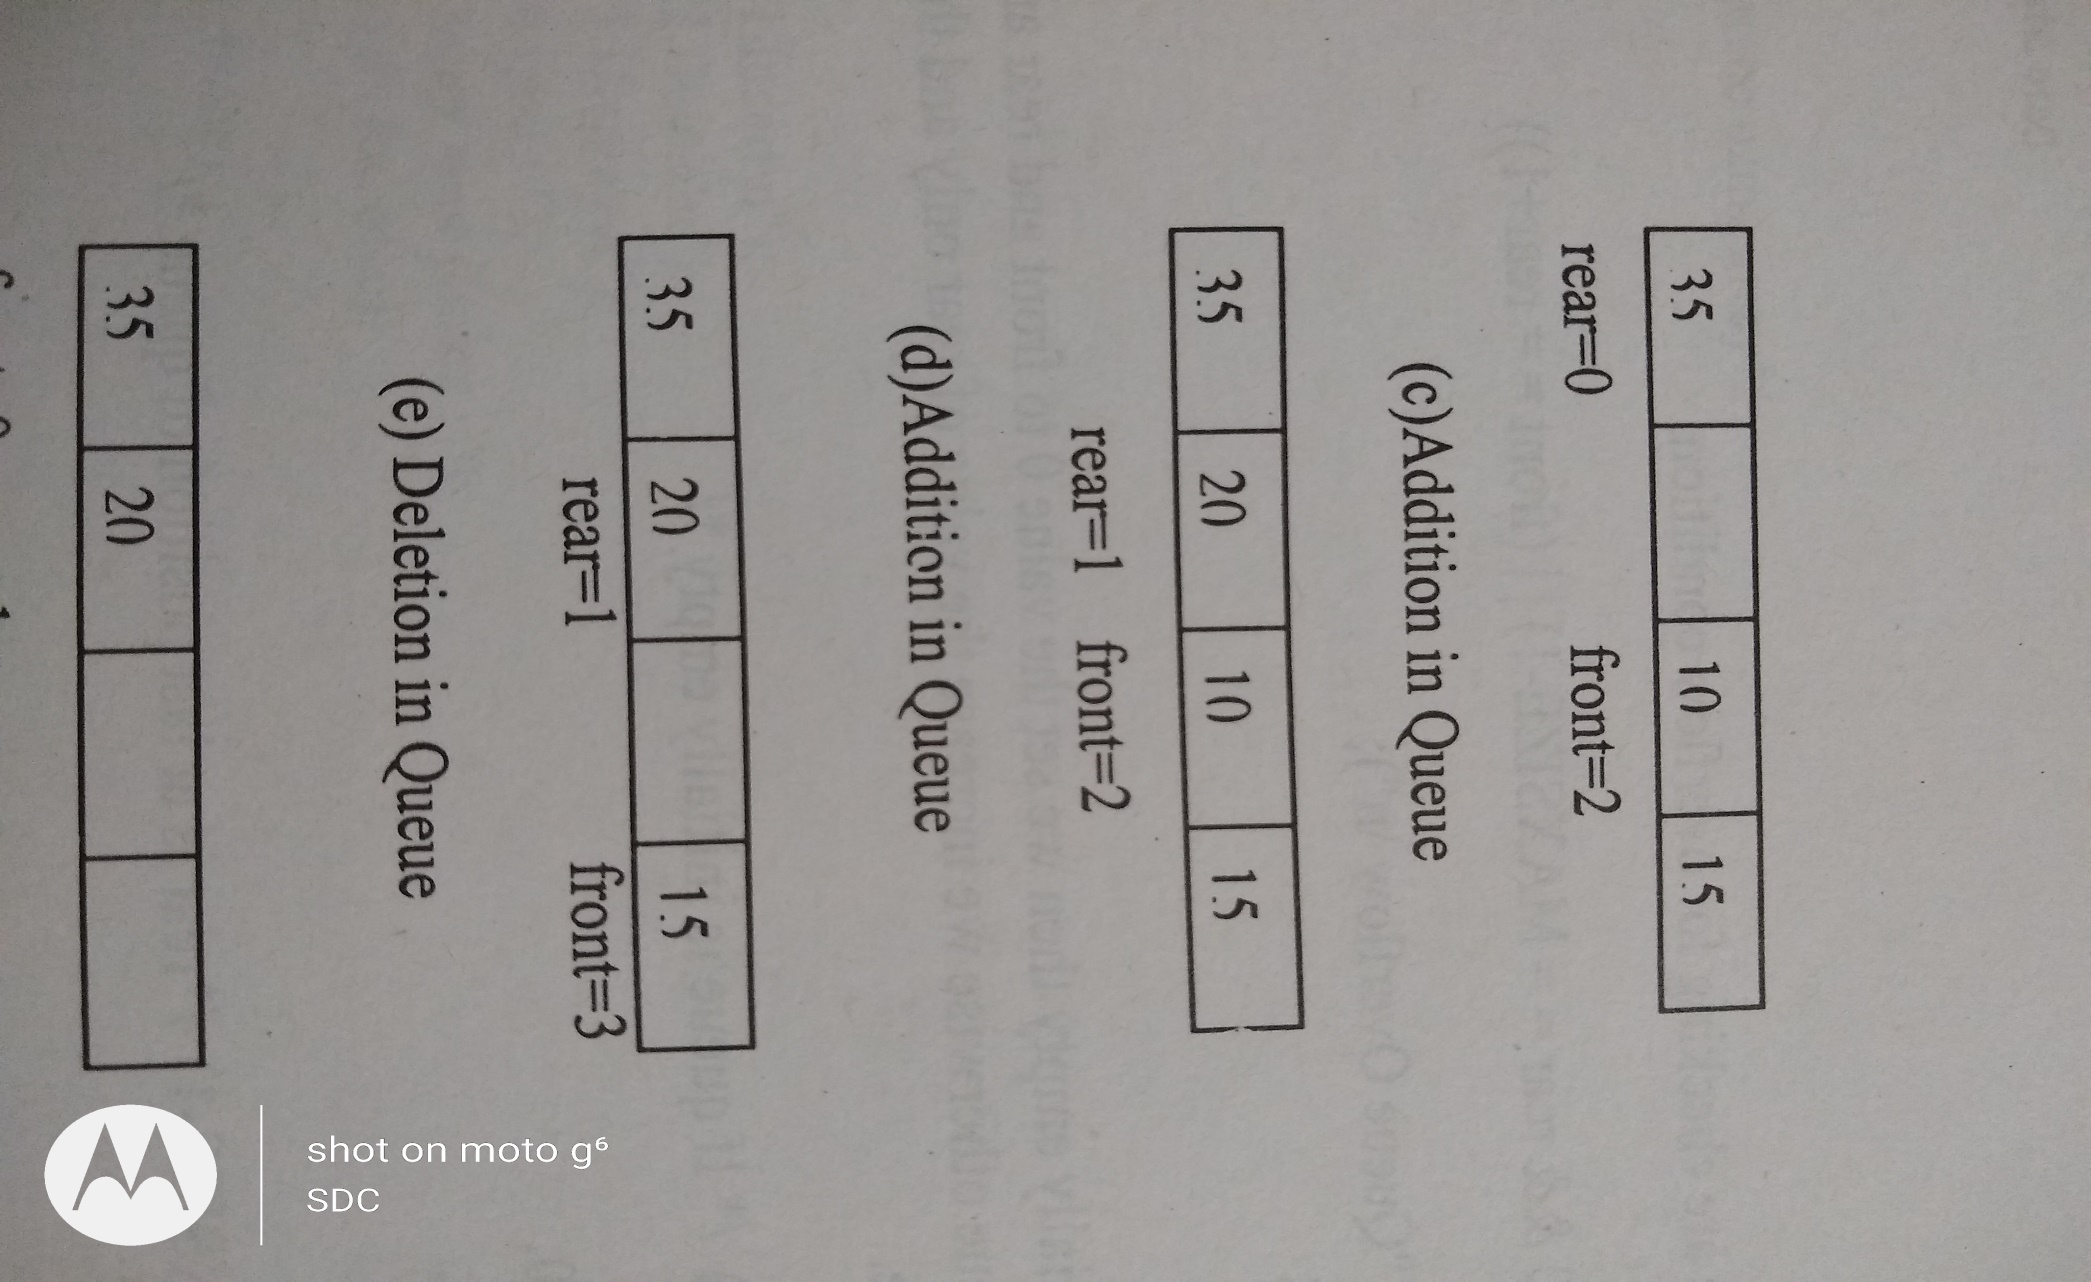 35 10 15
rear=0 front=2
(c)Addition in Queue
35 20 10 15
rear=1 front=2
(d)Addition in Queue
35 20 15
rear=1 front=3
(e) Deletion in Queue
35 20
shot on moto g⁶
SDC